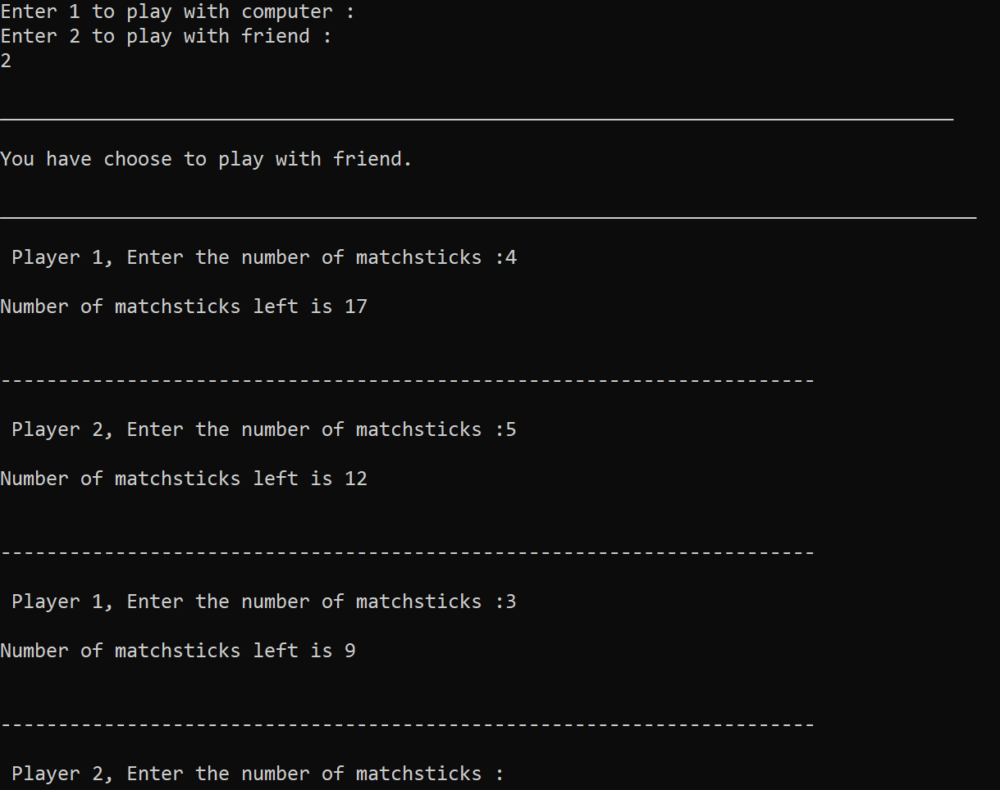 Enter 1 to play with computer :
Enter 2 to play with friend :
2
___________________________________________________________________________________
You have choose to play with friend.
_____________________________________________________________________________________
Player 1, Enter the number of matchsticks :4
Number of matchsticks left is 17
-----------------------------------------------------------------------
Player 2, Enter the number of matchsticks :5
Number of matchsticks left is 12
-----------------------------------------------------------------------
Player 1, Enter the number of matchsticks :3
Number of matchsticks left is 9
-----------------------------------------------------------------------
Player 2, Enter the number of matchsticks :